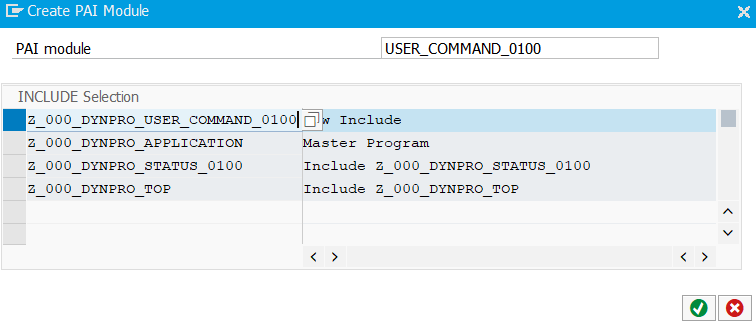 Create PAI Module
PAI module USER_COMMAND_0100
INCLUDE Selection
Z_000_DYNPRO_USER_COMMAND_0100 w Include
Z_000_DYNPRO_APPLICATION Master Program
Z_000_DYNPRO_STATUS_0100 Include Z_000_DYNPRO_STATUS_0100
Z_000_DYNPRO_TOP Include Z_000_DYNPRO_TOP